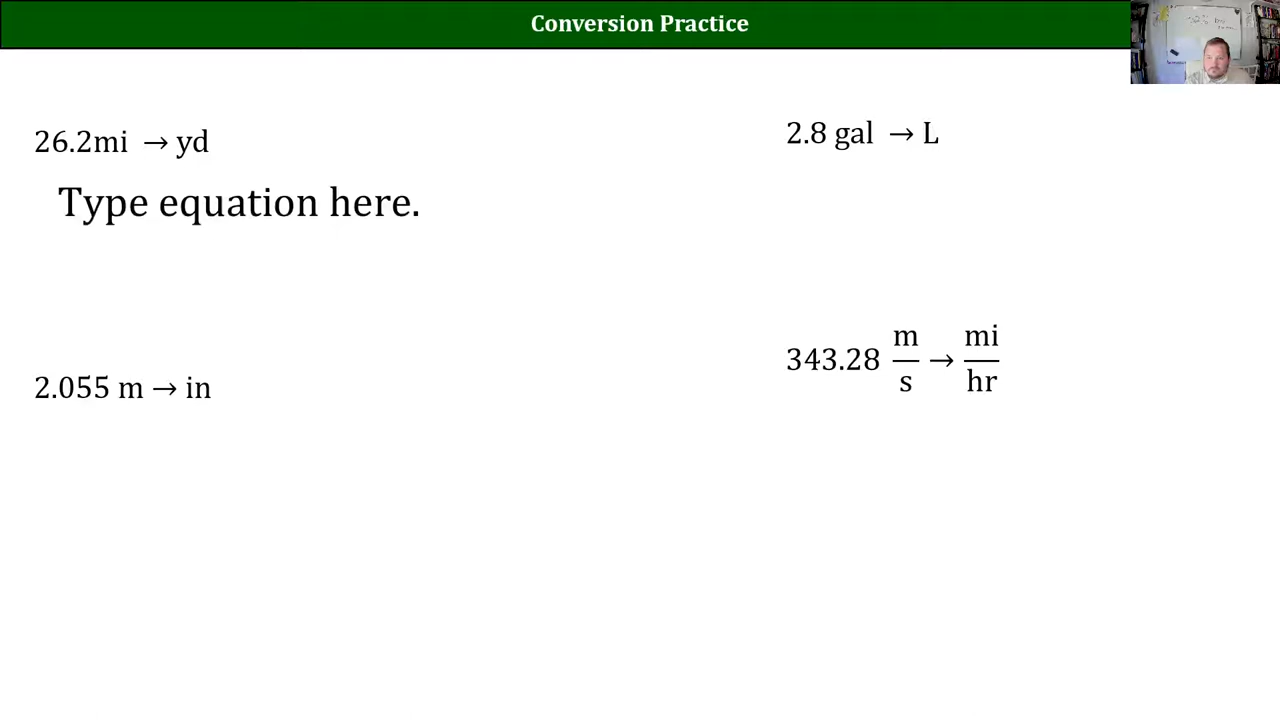 Conversion Practice
26.2mi → yd
2.8 gal → L
Type equation here.
343.28 m/s → mi/hr
2.055 m → in